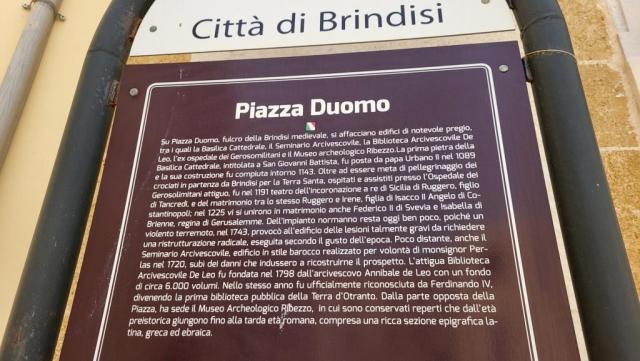 Città di Brindisi
Piazza Duomo
Su Piazza Duomo, fulcro della Brindisi medievale, si affacciano edifici di notevole pregio,
tra i quali la Basilica Cattedrale, il Seminario Arcivescovile, la Biblioteca Arcivescovile De
Leo, l'ex ospedale dei Gerosolmitani e il Museo archeologico Ribezzo.La prima pietra della
Basilica Cattedrale, intitolata a San Giovanni Battista, fu posta da papa Urbano II nel 1089
e la sua costruzione fu compiuta intorno 1143. Oltre ad essere meta di pellegrinaggio dei
crociati in partenza da Brindisi per la Terra Santa, ospitati e assistiti presso l'Ospedale dei
Gerosolimitani attiguo, fu nel 1191 teatro dell'incoronazione a re di Sicilia di Ruggero, figlio
di Tancredi, e del matrimonio tra lo stesso Ruggero e Irene, figlia di Isacco II Angelo di Co-
stantinopoli; nel 1225 vi si unirono in matrimonio anche Federico II di Svevia e Isabella di
Brienne, regina di Gerusalemme. Dell'impianto normanno resta oggi ben poco, poiché un
violento terremoto, nel 1743, provocò all'edificio delle lesioni talmente gravi da richiedere
una ristrutturazione radicale, eseguita secondo il gusto dell'epoca. Poco distante, anche il
Seminario Arcivescovile, edificio in stile barocco realizzato per volontà di monsignor Per-
las nel 1720, subì dei danni che indussero a ricostruirne il prospetto. L'attigua Biblioteca
Arcivescovile De Leo fu fondata nel 1798 dall'arcivescovo Annibale de Leo con un fondo
di circa 6.000 volumi. Nello stesso anno fu ufficialmente riconosciuta da Ferdinando IV,
divenendo la prima biblioteca pubblica della Terra d'Otranto. Dalla parte opposta della
Piazza, ha sede il Museo Archeologico Ribezzo, in cui sono conservati reperti che dall'età
preistorica giungono fino alla tarda età romana, compresa una ricca sezione epigrafica la-
tina, greca ed ebraica.